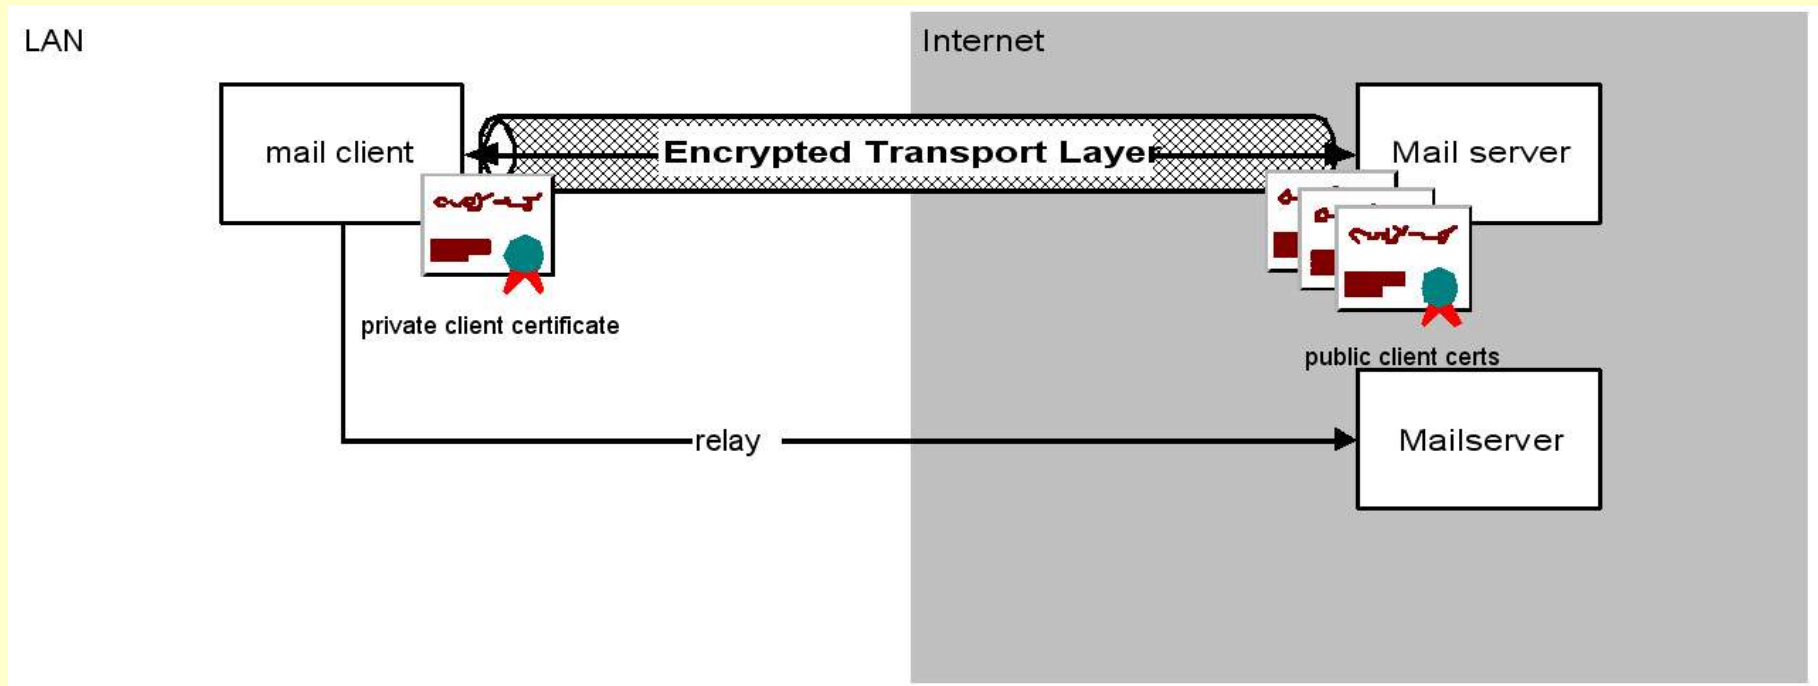 LAN
Internet
mail client
Encrypted Transport Layer
Mail server
private client certificate
public client certs
relay
Mailserver